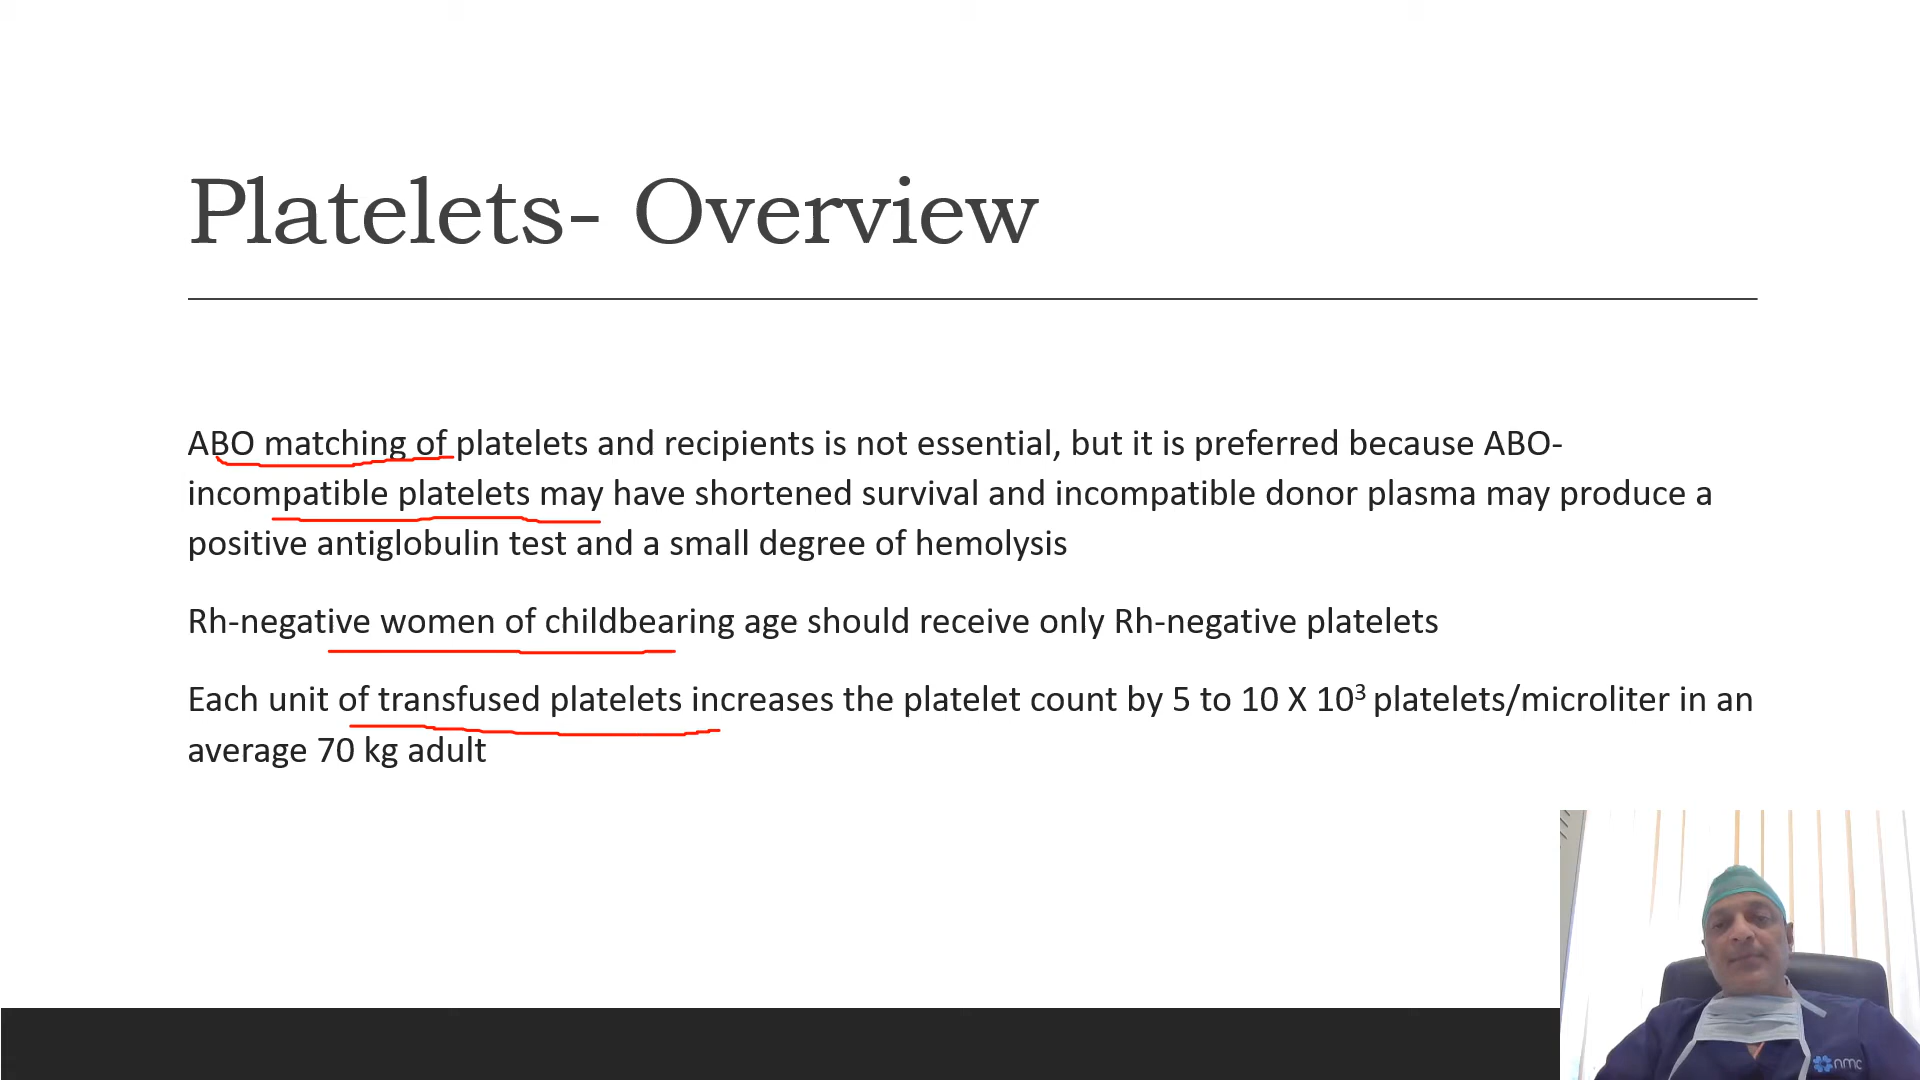 Platelets- Overview
ABO matching of platelets and recipients is not essential, but it is preferred because ABO-
incompatible platelets may have shortened survival and incompatible donor plasma may produce a
positive antiglobulin test and a small degree of hemolysis
Rh-negative women of childbearing age should receive only Rh-negative platelets
Each unit of transfused platelets increases the platelet count by 5 to 10 X 10³ platelets/microliter in an
average 70 kg adult
nmc